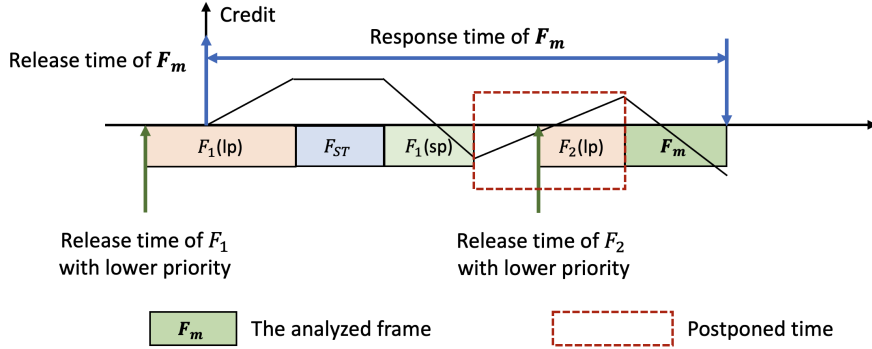 Credit
Response time of Fm
Release time of Fm
F1(lp)
FST
F1(sp)
F2(lp)
Fm
Release time of F1
with lower priority
Release time of F2
with lower priority
Fm
The analyzed frame
Postponed time